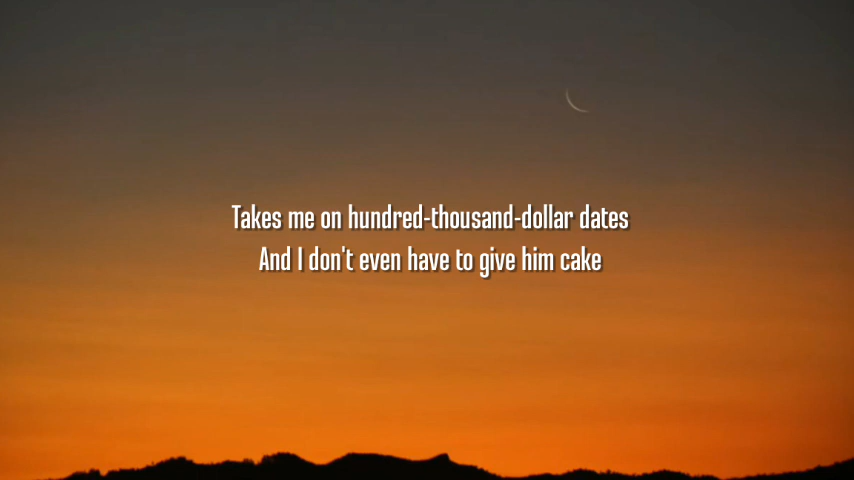 Takes me on hundred-thousand-dollar dates
And I don't even have to give him cake